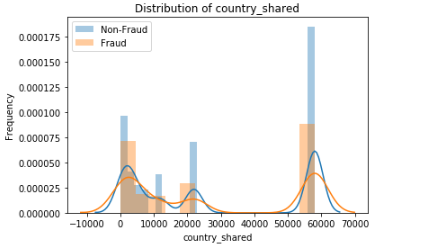 Distribution of country_shared
Non-Fraud
Fraud
0.000175
0.000150
0.000125
0.000100
0.000075
0.000050
0.000025
0.000000
Frequency
−10000 0 10000 20000 30000 40000 50000 60000 70000
country_shared